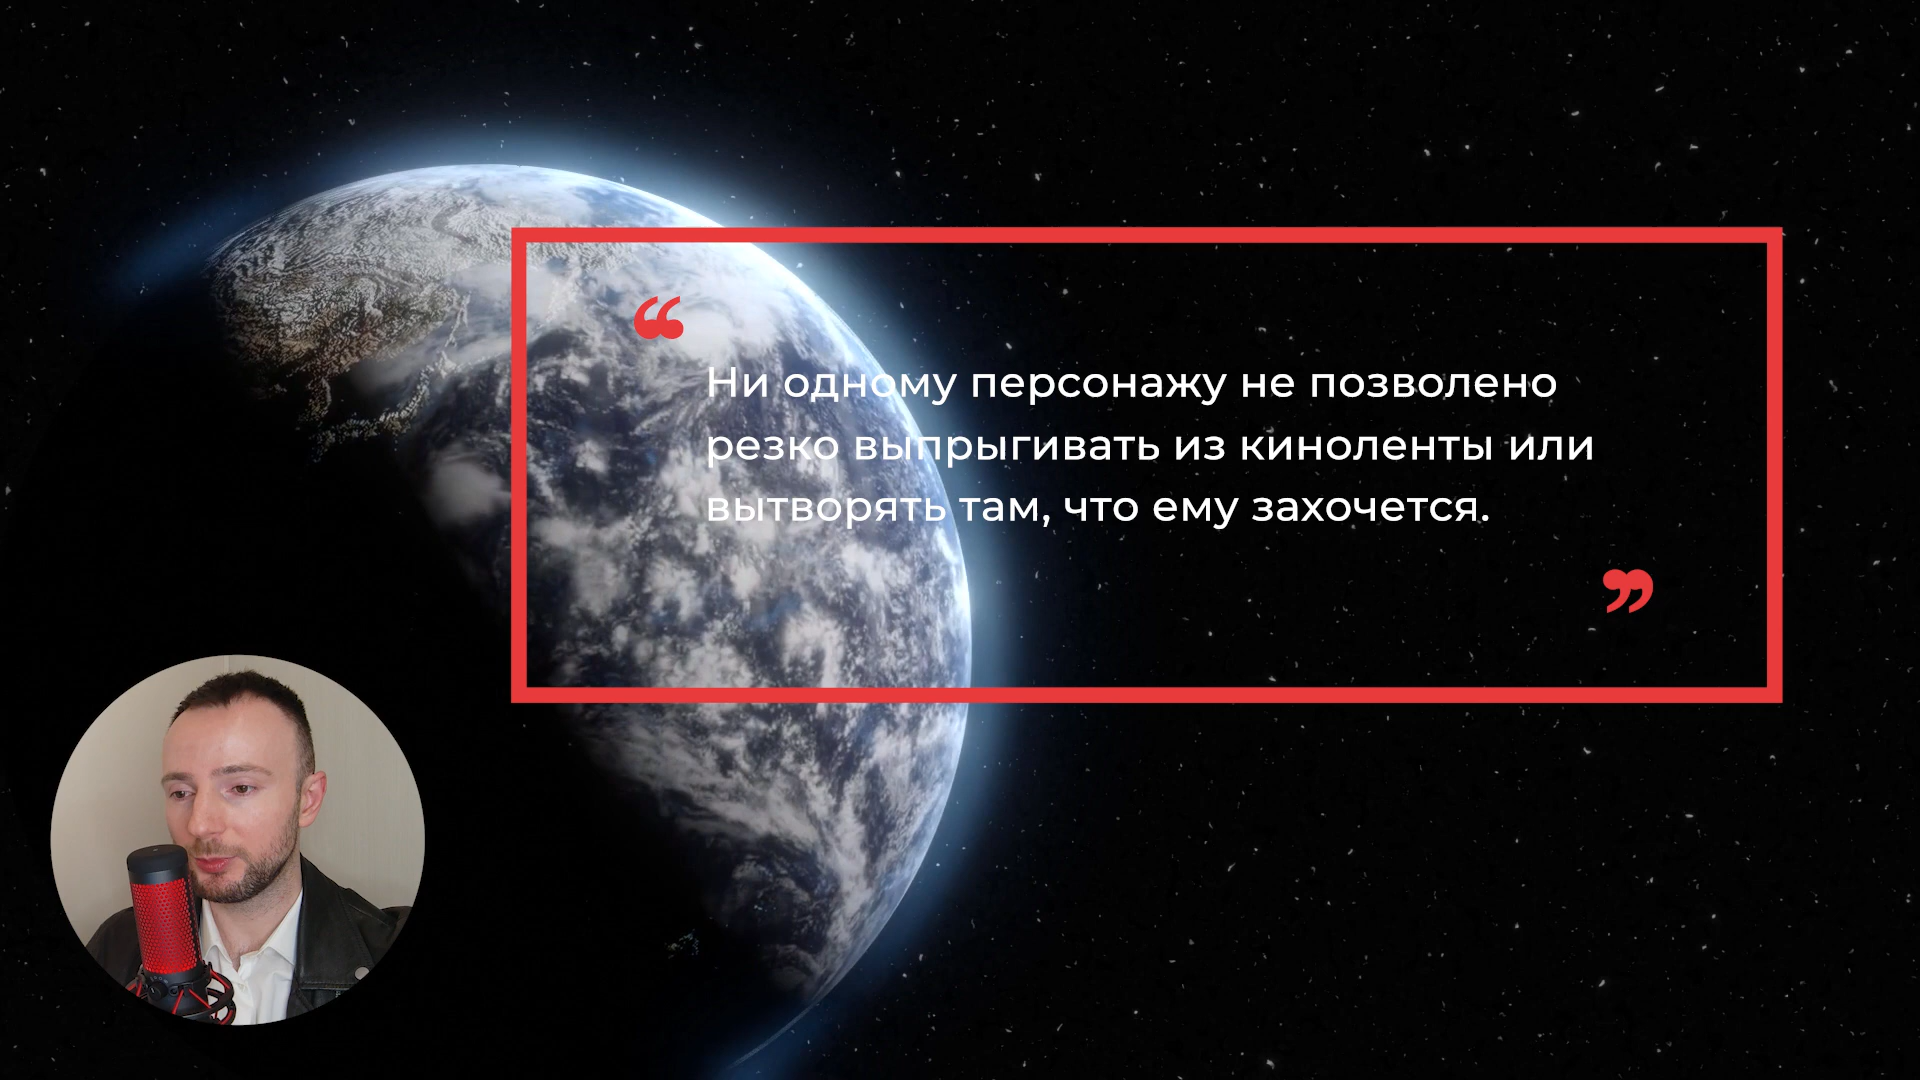 “
Ни одному персонажу не позволено
резко выпрыгивать из киноленты или
вытворять там, что ему захочется.
”